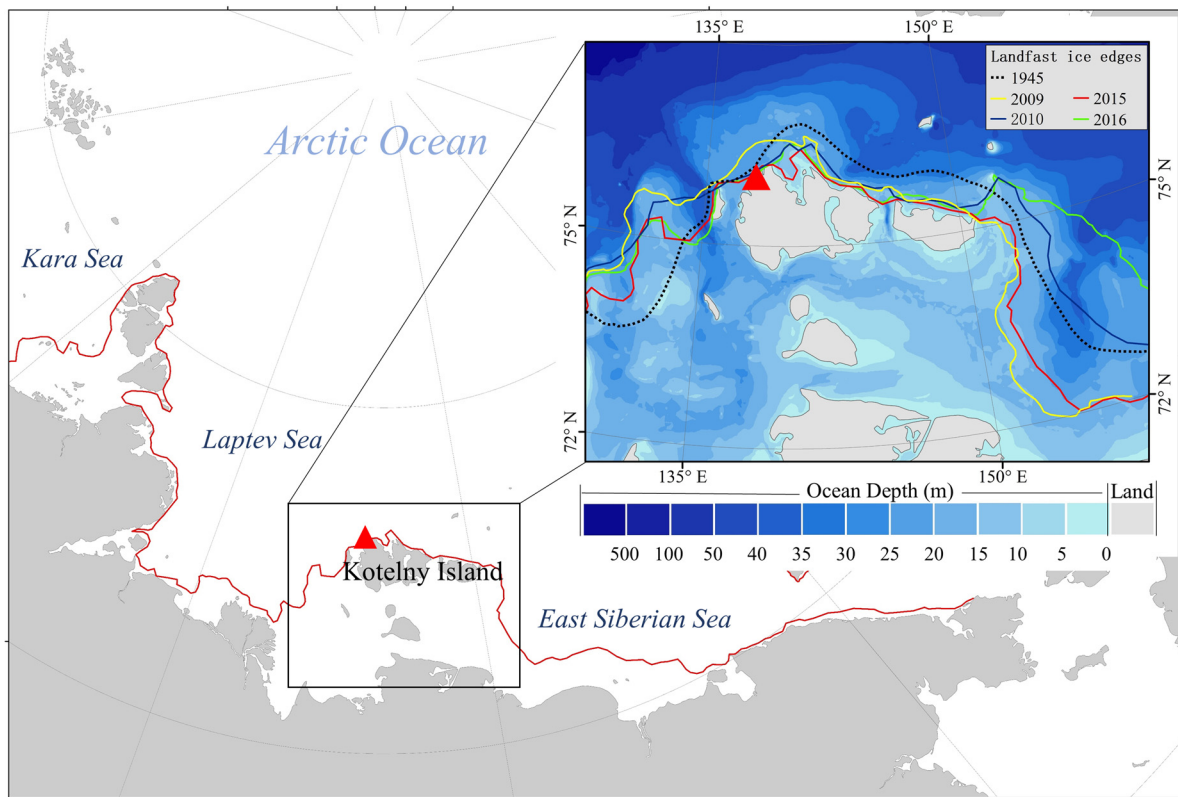 135° E
150° E
Landfast ice edges
1945
2009
2015
2010
2016
Arctic Ocean
75° N
75° N
Kara Sea
72° N
72° N
Laptev Sea
135° E
150° E
Ocean Depth (m)
Land
500
100
50
40
35
30
25
20
15
10
5
0
Kotelny Island
East Siberian Sea